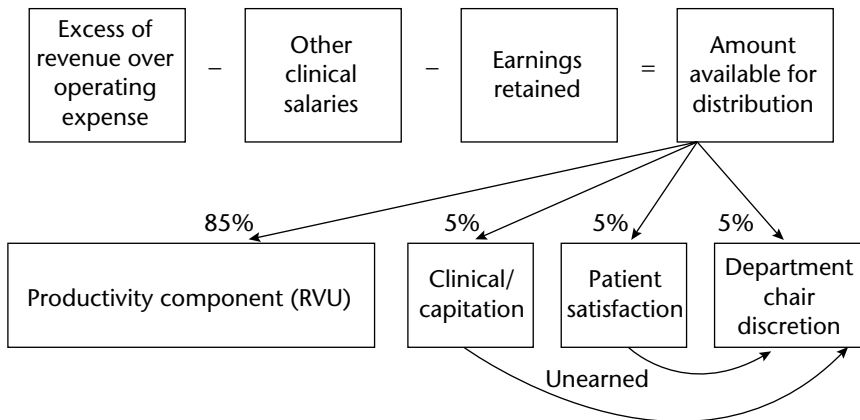 Excess of
revenue over
operating
expense
–
Other
clinical
salaries
–
Earnings
retained
=
Amount
available for
distribution
85%
5%
5%
5%
Productivity component (RVU)
Clinical/
capitation
Patient
satisfaction
Department
chair
discretion
Unearned